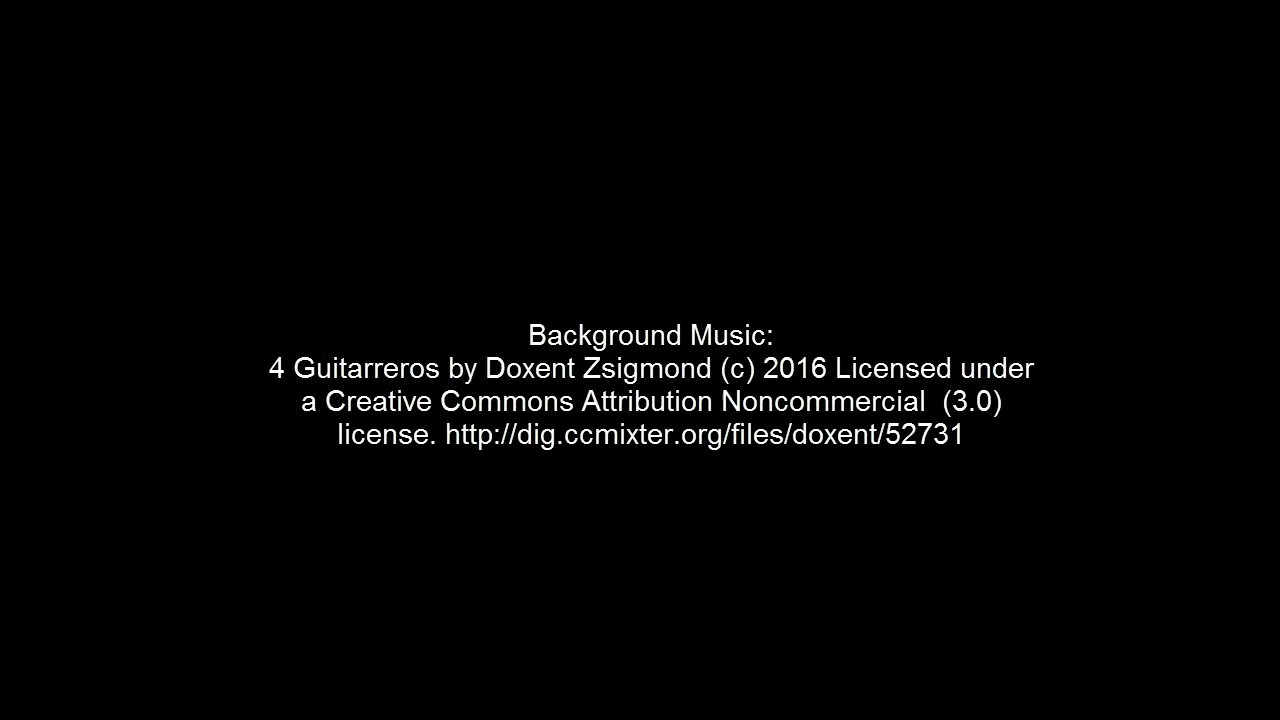 Background Music:
4 Guitarreros by Doxent Zsigmond (c) 2016 Licensed under
a Creative Commons Attribution Noncommercial  (3.0)
license. http://dig.ccmixter.org/files/doxent/52731